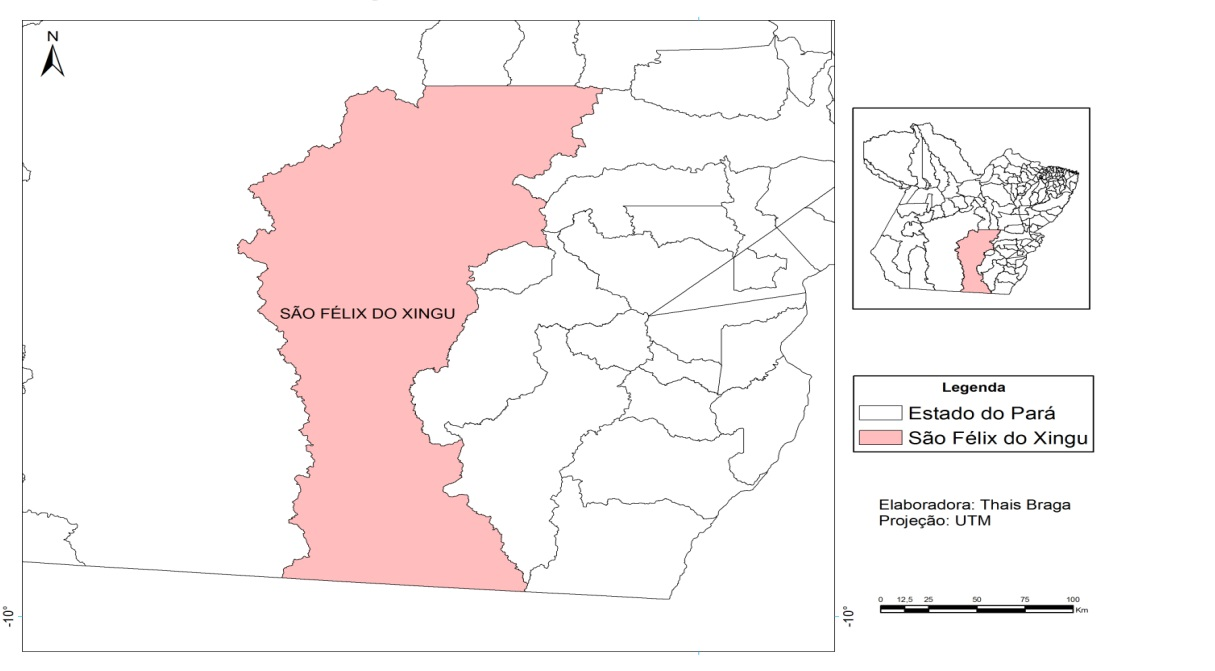 N
SÃO FÉLIX DO XINGU
-10°
-10°
Legenda
Estado do Pará
São Félix do Xingu
Elaboradora: Thais Braga
Projeção: UTM
0 12,5 25 50 75 100
Km